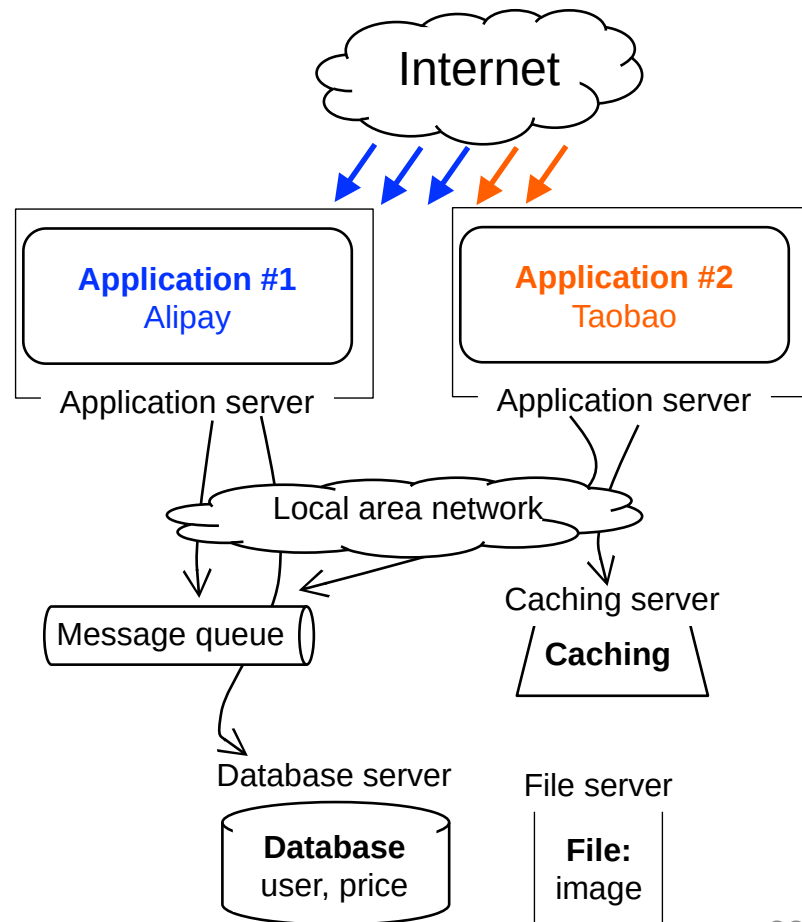 Internet
Application #1
Alipay
Application #2
Taobao
Application server
Application server
Local area network
Message queue
Caching server
Caching
Database server
Database
user, price
File server
File:
image